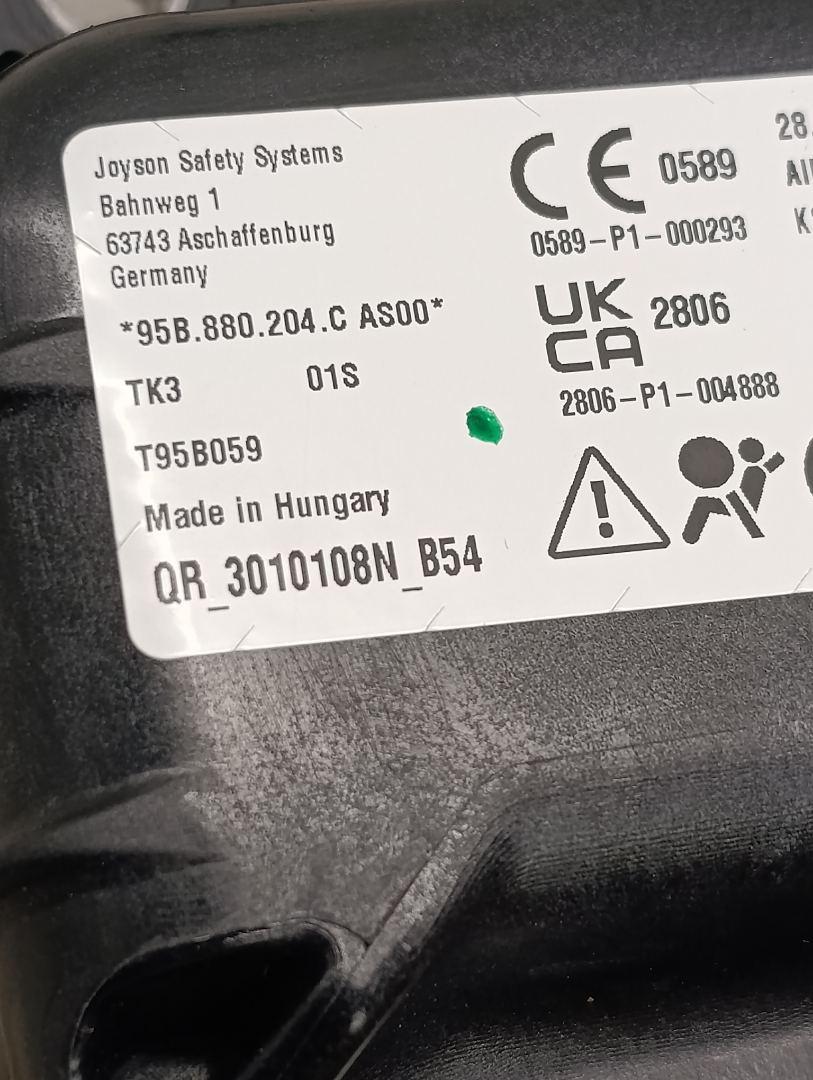 Joyson Safety Systems
Bahnweg 1
63743 Aschaffenburg
Germany
*95B.880.204.C AS00*
TK3 01S
T95B059
Made in Hungary
QR_3010108N_B54
CE 0589
0589-P1-000293
UK
CA 2806
2806-P1-004888
28.